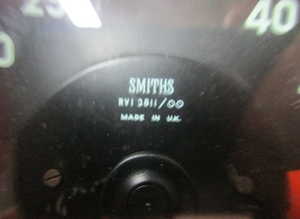 40
SMITHS
RVI 2811/00
MADE IN U.K.